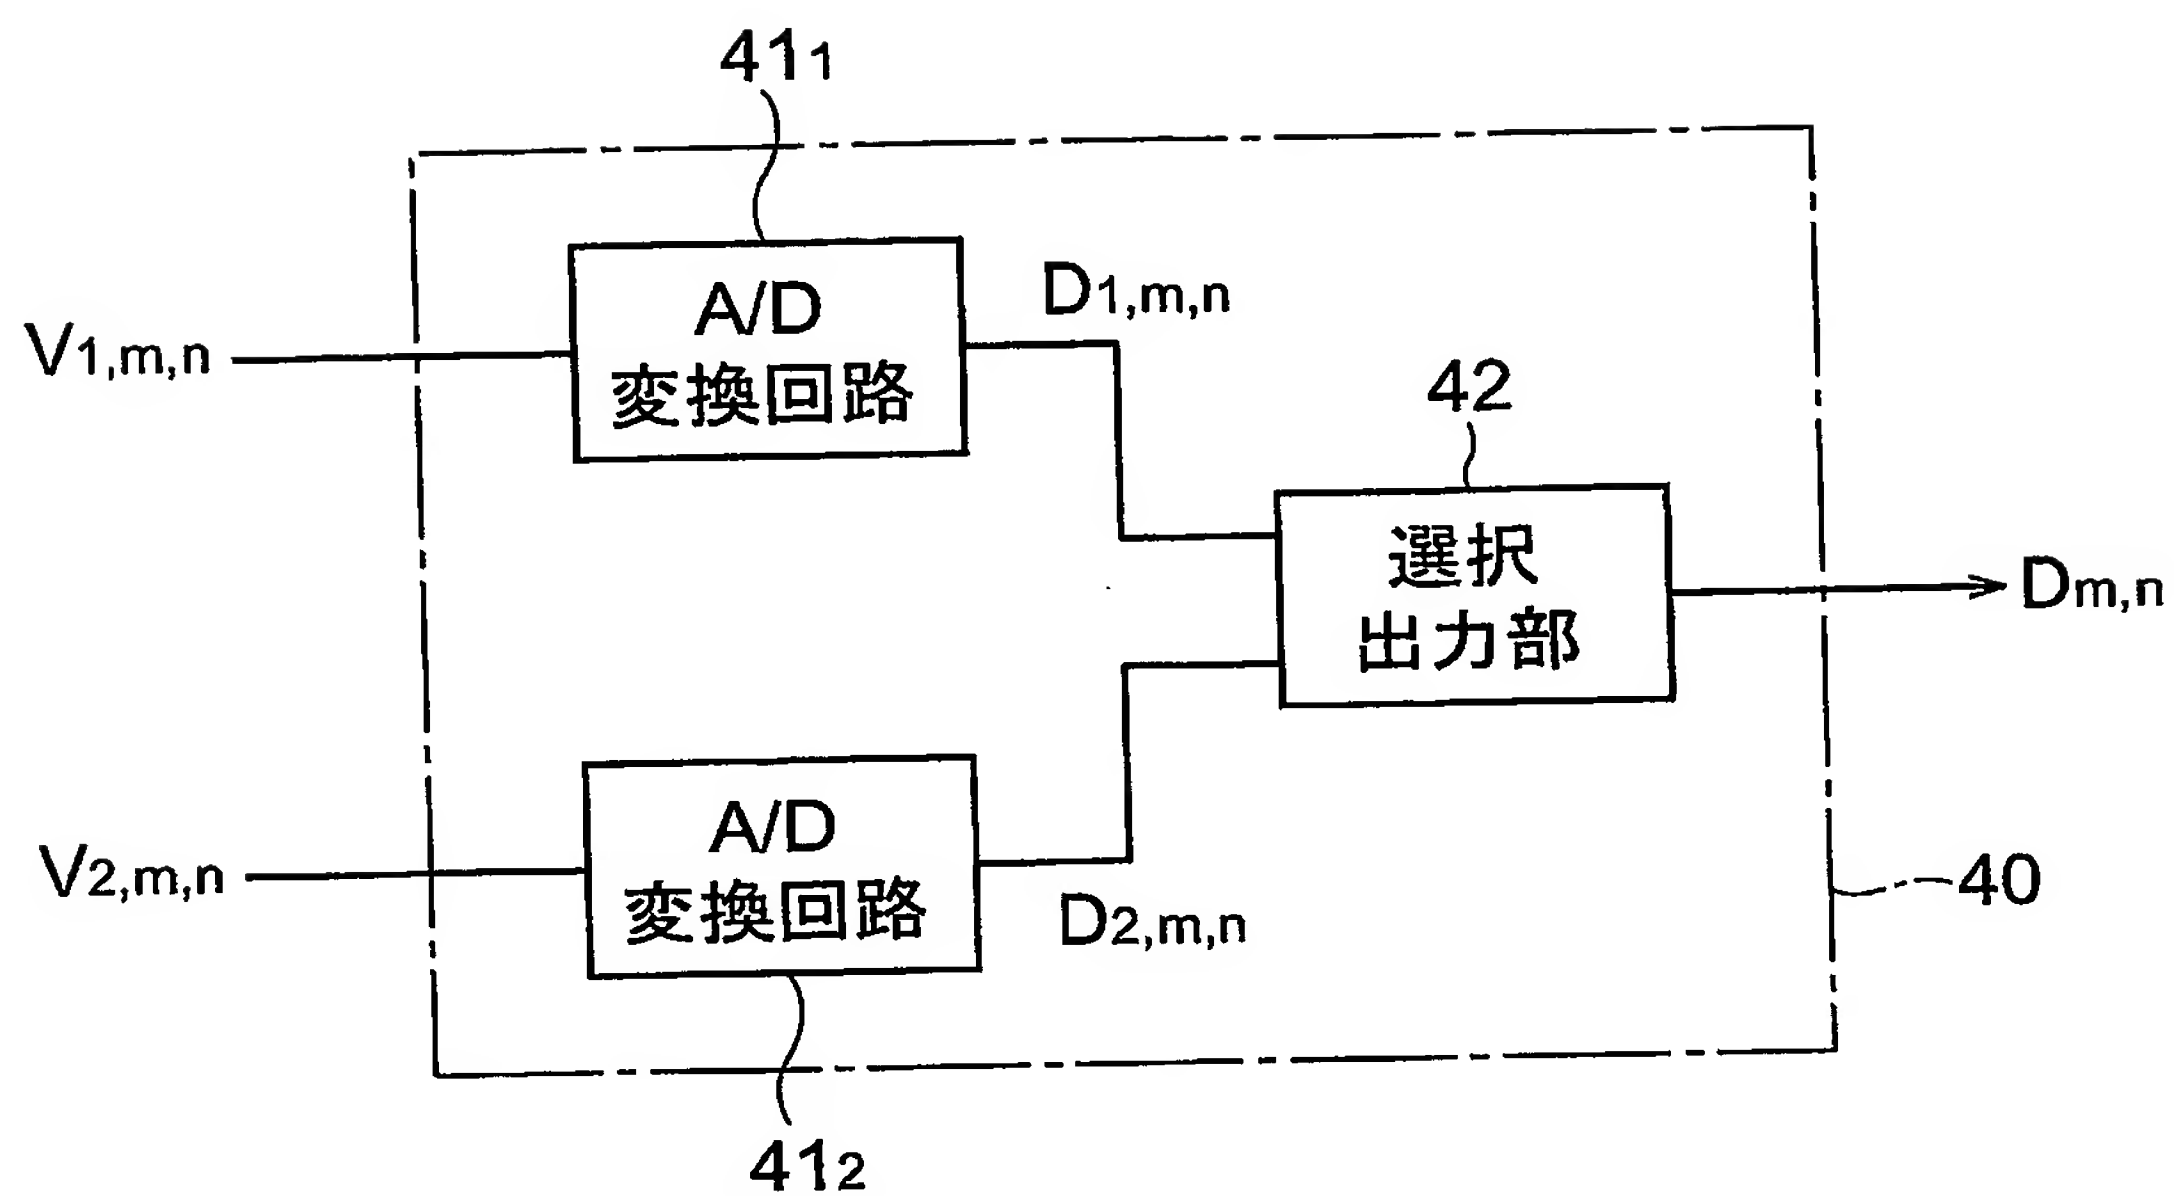 41₁
V1,m,n
A/D
変換回路
D1,m,n
42
選択
出力部
Dm,n
V2,m,n
A/D
変換回路
D2,m,n
40
41₂